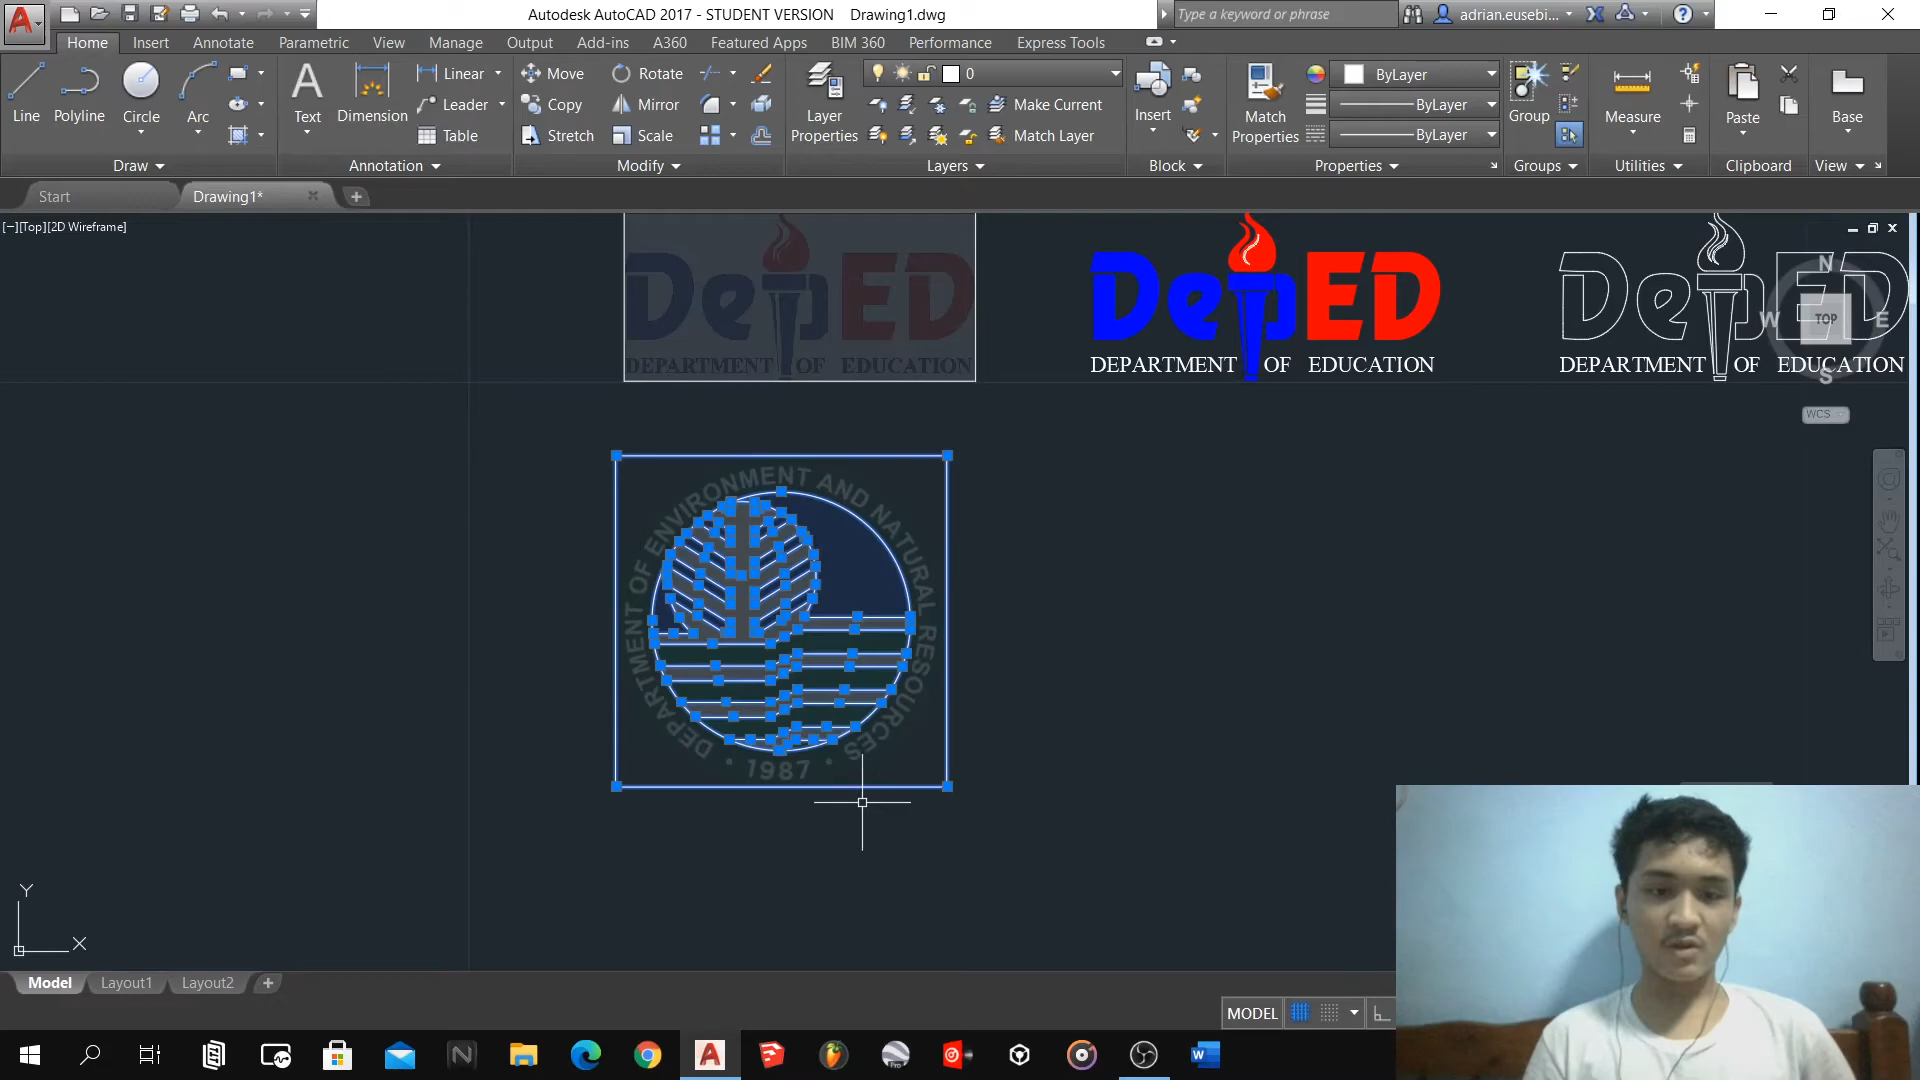 Autodesk AutoCAD 2017 - STUDENT VERSION Drawing1.dwg
Type a keyword or phrase
adrian.eusebi...
Home Insert Annotate Parametric View Manage Output Add-ins A360 Featured Apps BIM 360 Performance Express Tools
Line Polyline Circle Arc
Draw
Text Dimension
Linear
Leader
Table
Annotation
Move Rotate
Copy Mirror
Stretch Scale
Modify
Layer Properties
0
Make Current
Match Layer
Layers
Insert
Block
Match Properties
ByLayer
ByLayer
ByLayer
Properties
Group
Groups
Measure
Utilities
Paste
Clipboard
Base
View
Start Drawing1*
[−][Top][2D Wireframe]
DepED
DEPARTMENT OF EDUCATION
DepED
DEPARTMENT OF EDUCATION
DepED
DEPARTMENT OF EDUCATION
N
W TOP E
S
WCS
DEPARTMENT OF ENVIRONMENT AND NATURAL RESOURCES
• 1987 •
Y
X
Model Layout1 Layout2
MODEL